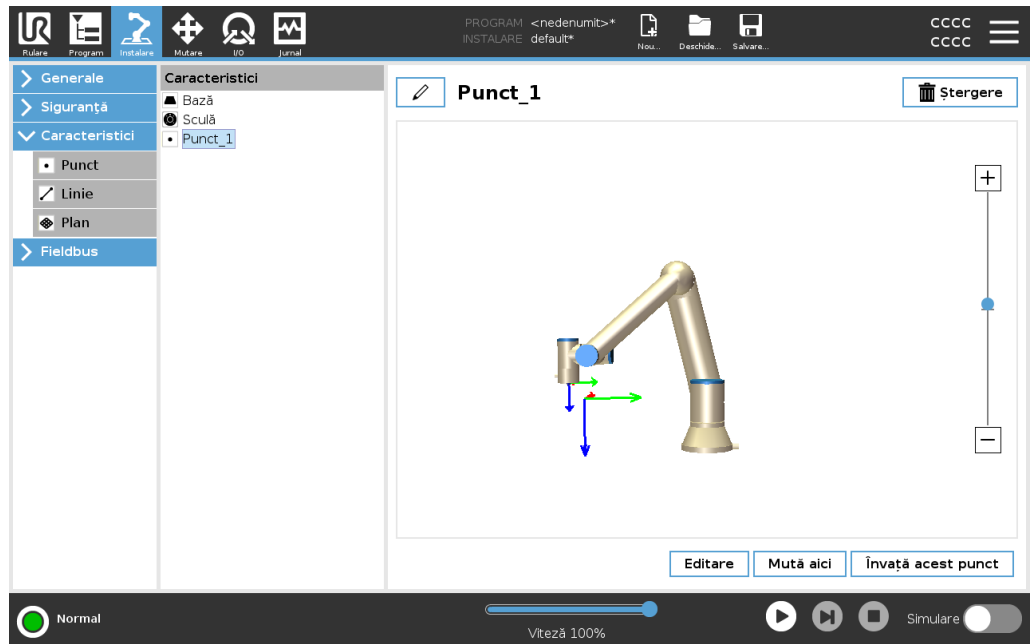 Rulare
Program
Instalare
Mutare
I/O
Jurnal
PROGRAM <nedenumit>*
INSTALARE default*
Nou...
Deschide...
Salvare...
CCCC
CCCC
Generale
Siguranță
Caracteristici
Punct
Linie
Plan
Fieldbus
Caracteristici
Bază
Sculă
Punct_1
Punct_1
Ștergere
Editare
Mută aici
Învață acest punct
Normal
Viteză 100%
Simulare